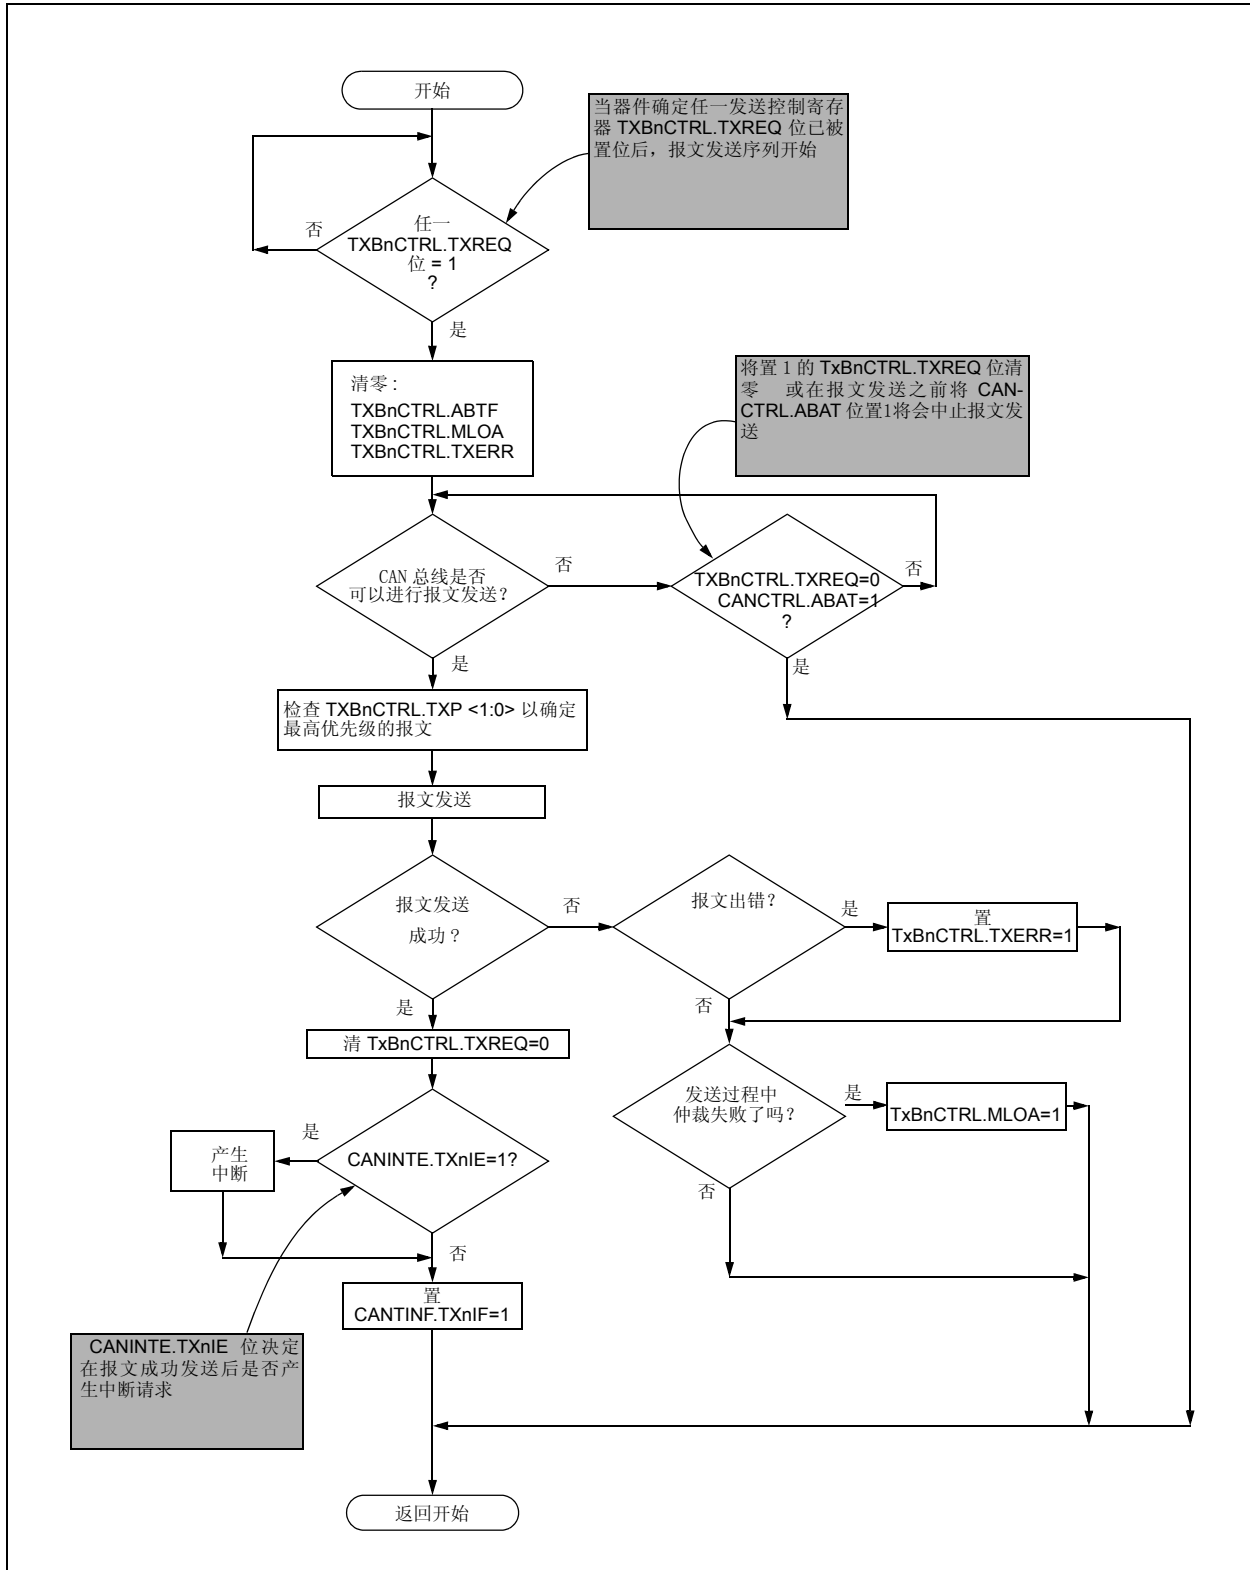 开始
当器件确定任一发送控制寄存
器 TXBnCTRL.TXREQ 位已被
置位后，报文发送序列开始
任一
TXBnCTRL.TXREQ
位 = 1
?
否
是
清零：
TXBnCTRL.ABTF
TXBnCTRL.MLOA
TXBnCTRL.TXERR
将置 1 的 TxBnCTRL.TXREQ 位清
零 或在报文发送之前将 CAN-
CTRL.ABAT 位置1将会中止报文发
送
CAN 总线是否
可以进行报文发送？
否
TXBnCTRL.TXREQ=0
CANCTRL.ABAT=1
?
否
是
是
检查 TXBnCTRL.TXP <1:0> 以确定
最高优先级的报文
报文发送
报文发送
成功？
否
报文出错？
是
置
TxBnCTRL.TXERR=1
是
否
清 TxBnCTRL.TXREQ=0
发送过程中
仲裁失败了吗？
是
TxBnCTRL.MLOA=1
否
CANINTE.TXnIE=1?
是
产生
中断
否
置
CANTINF.TXnIF=1
CANINTE.TXnIE 位决定
在报文成功发送后是否产
生中断请求
返回开始